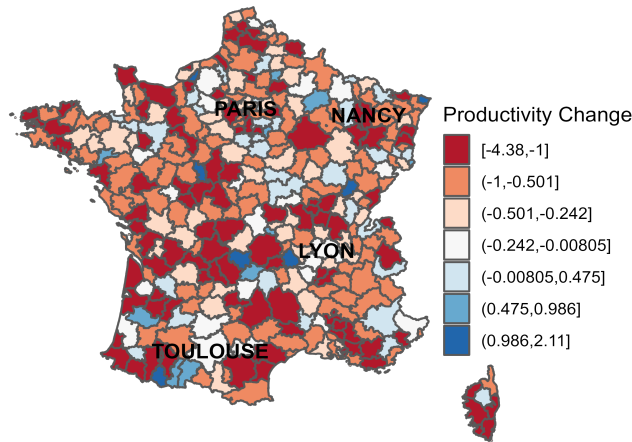 PARIS
NANCY
LYON
TOULOUSE
Productivity Change
[-4.38,-1]
(-1,-0.501]
(-0.501,-0.242]
(-0.242,-0.00805]
(-0.00805,0.475]
(0.475,0.986]
(0.986,2.11]